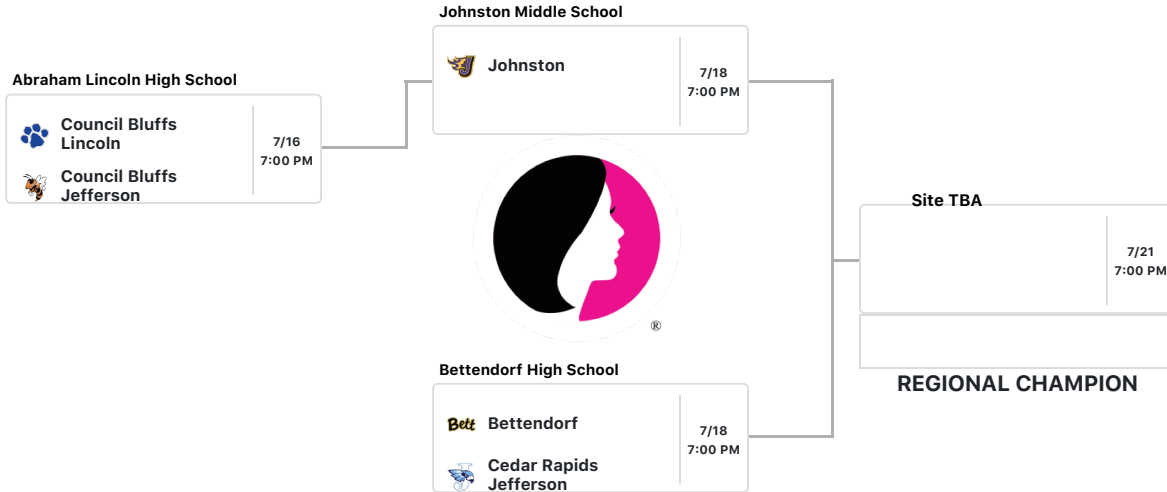 Johnston Middle School
Johnston
7/18
7:00 PM
Abraham Lincoln High School
Council Bluffs
Lincoln
7/16
7:00 PM
Council Bluffs
Jefferson
Site TBA
7/21
7:00 PM
®
REGIONAL CHAMPION
Bettendorf High School
Bett
Bettendorf
7/18
7:00 PM
Cedar Rapids
Jefferson